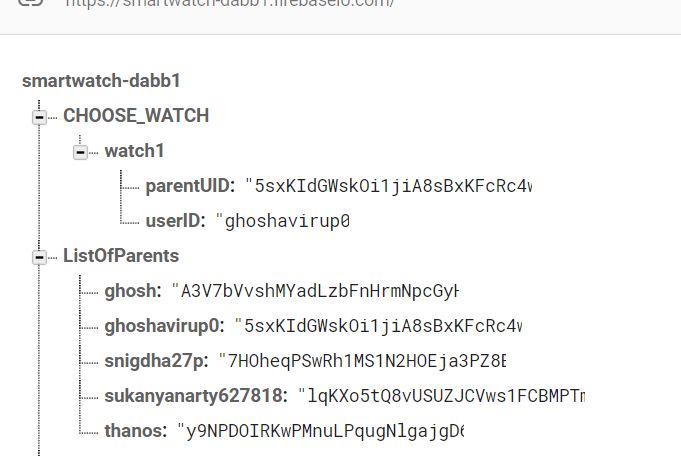 https://smartwatch-dabb1.firebaseio.com/
smartwatch-dabb1
CHOOSE_WATCH
watch1
parentUID: "5sxKIdGWskOi1jiA8sBxKFcRc4w
userID: "ghoshavirup0
ListOfParents
ghosh: "A3V7bVvshMYadLzbFnHrmNpcGyH
ghoshavirup0: "5sxKIdGWskOi1jiA8sBxKFcRc4w
snigdha27p: "7HOheqPSwRh1MS1N2HOEja3PZ8E
sukanyanarty627818: "lqKXo5tQ8vUSUZJCVws1FCBMPTm
thanos: "y9NPDOIRKwPMnuLPqugNlgajgD6